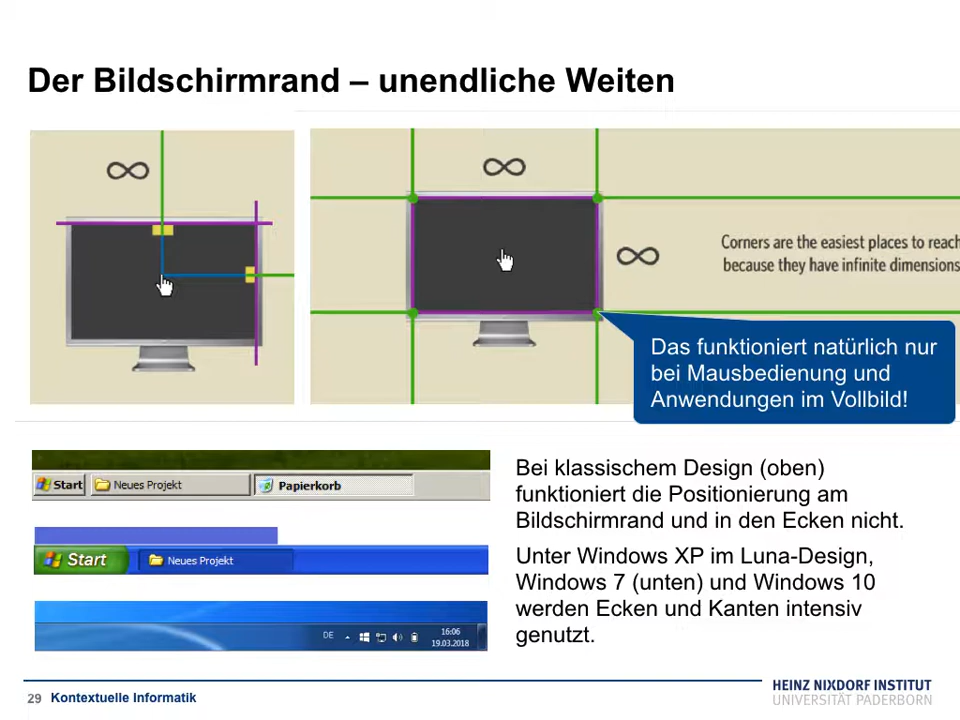 Der Bildschirmrand – unendliche Weiten
∞
∞
∞
Corners are the easiest places to reach
because they have infinite dimensions
Das funktioniert natürlich nur
bei Mausbedienung und
Anwendungen im Vollbild!
Start Neues Projekt Papierkorb
Start Neues Projekt
DE 16:06
19.03.2018
Bei klassischem Design (oben)
funktioniert die Positionierung am
Bildschirmrand und in den Ecken nicht.
Unter Windows XP im Luna-Design,
Windows 7 (unten) und Windows 10
werden Ecken und Kanten intensiv
genutzt.
29 Kontextuelle Informatik
HEINZ NIXDORF INSTITUT
UNIVERSITÄT PADERBORN